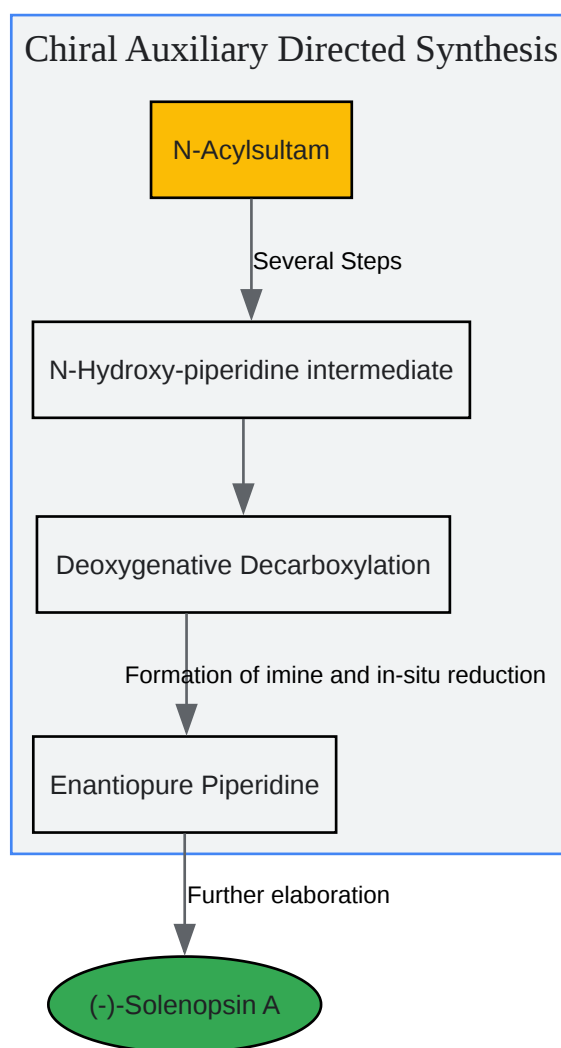 Chiral Auxiliary Directed Synthesis
N-Acylsultam
Several Steps
N-Hydroxy-piperidine intermediate
Deoxygenative Decarboxylation
Formation of imine and in-situ reduction
Enantiopure Piperidine
Further elaboration
(-)-Solenopsin A